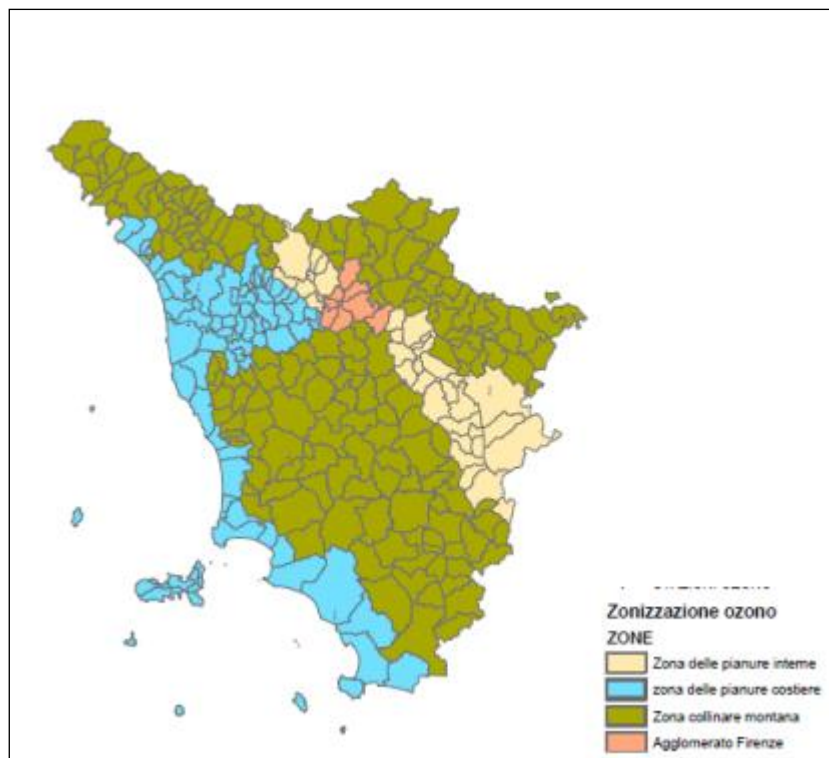 Zonizzazione ozono
ZONE
Zona delle pianure interne
zona delle pianure costiere
Zona collinare montana
Agglomerato Firenze